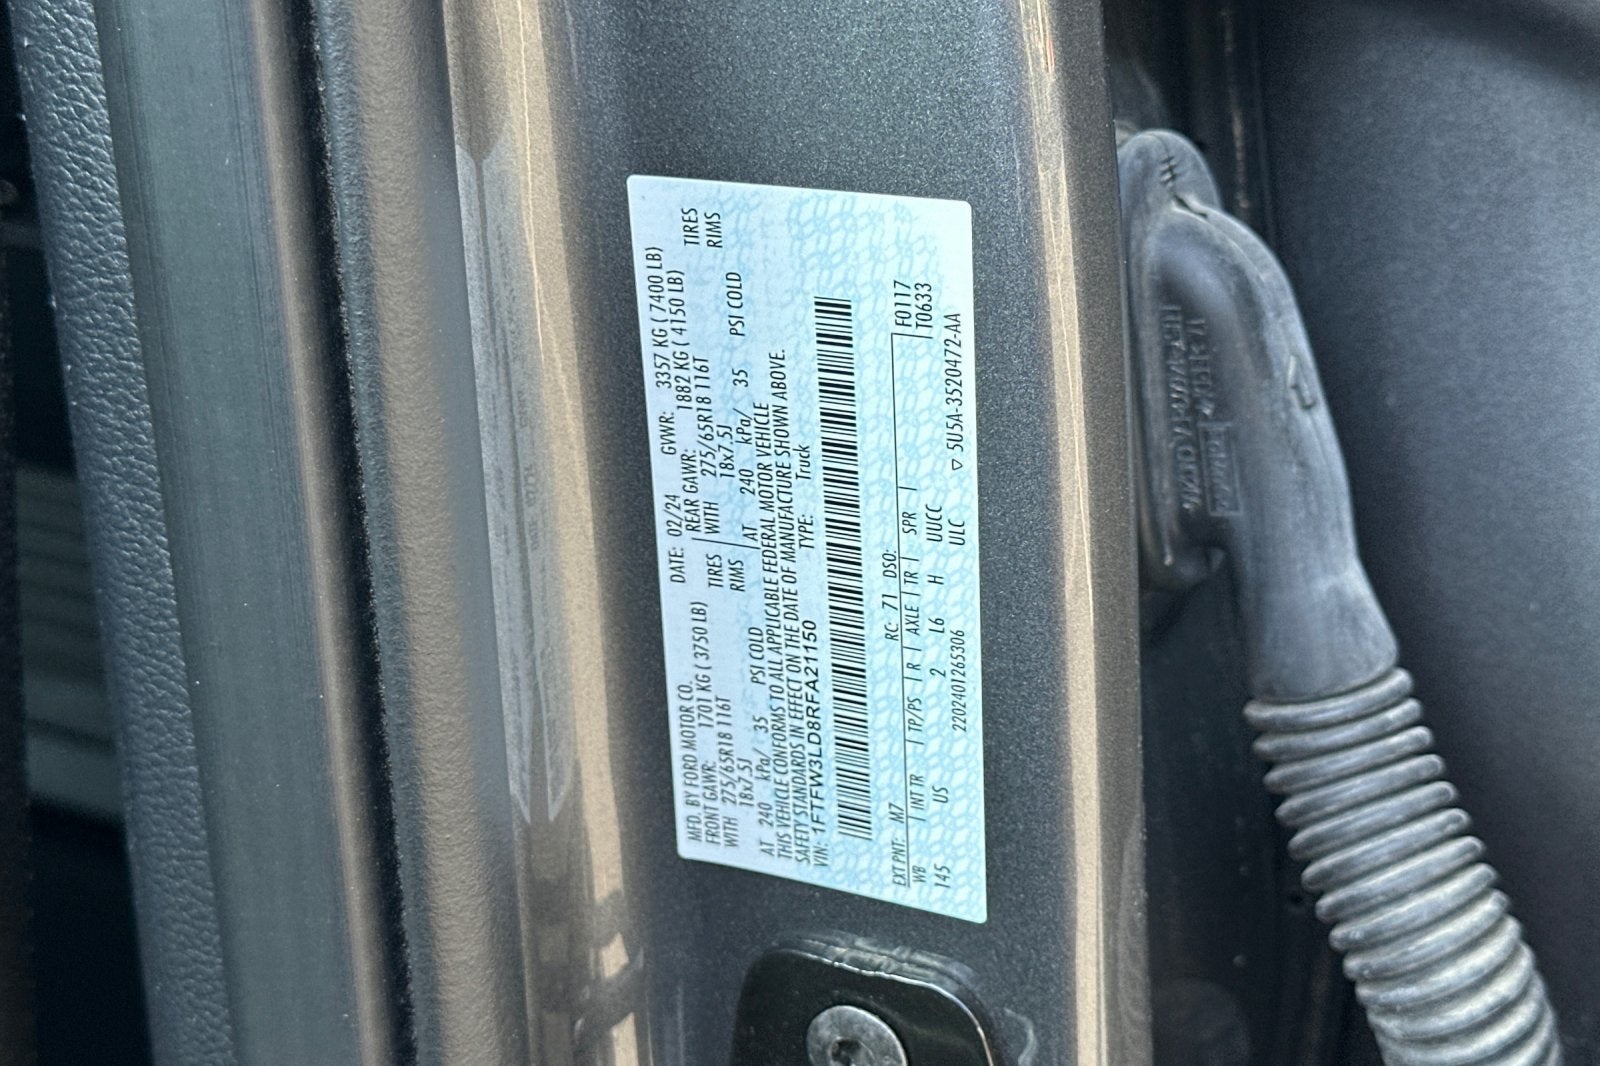 MFD. BY FORD MOTOR CO. DATE: 02/24 GVWR: 3357 KG ( 7400 LB)
FRONT GAWR: 1701 KG ( 3750 LB) REAR GAWR: 1882 KG ( 4150 LB)
WITH 275/65R18 116T TIRES WITH 275/65R18 116T TIRES
18x7.5J RIMS 18x7.5J RIMS
AT 240 kPa/ 35 PSI COLD AT 240 kPa/ 35 PSI COLD
THIS VEHICLE CONFORMS TO ALL APPLICABLE FEDERAL MOTOR VEHICLE
SAFETY STANDARDS IN EFFECT ON THE DATE OF MANUFACTURE SHOWN ABOVE.
VIN: 1FTFW3LD8RFA21150 TYPE: Truck
EXT PNT: M7 RC: 71 DSO: F0117
WB INT TR TP/PS R AXLE TR SPR T0633
145 US 2 L6 H UUCC
2202401265306 ULC ▽ 5U5A-3520472-AA